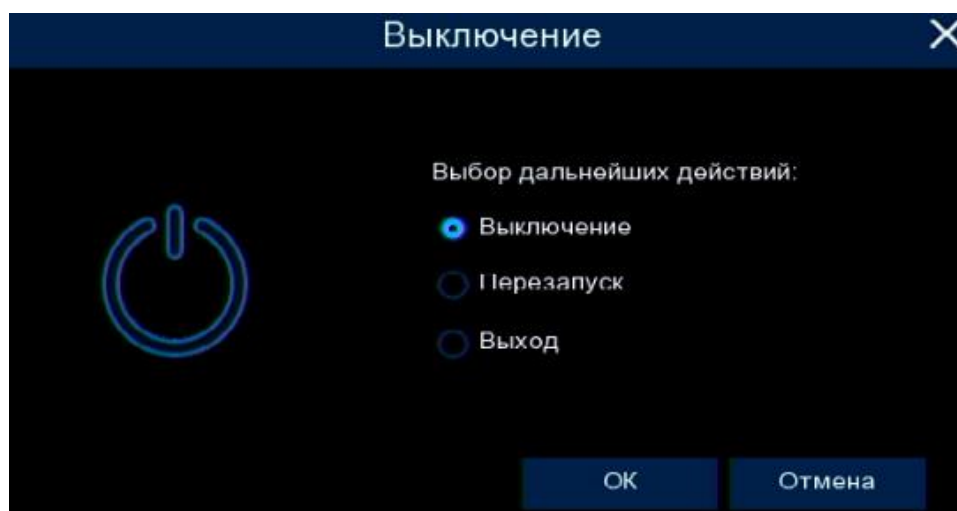 Выключение
Выбор дальнейших действий:
Выключение
Перезапуск
Выход
OK
Отмена